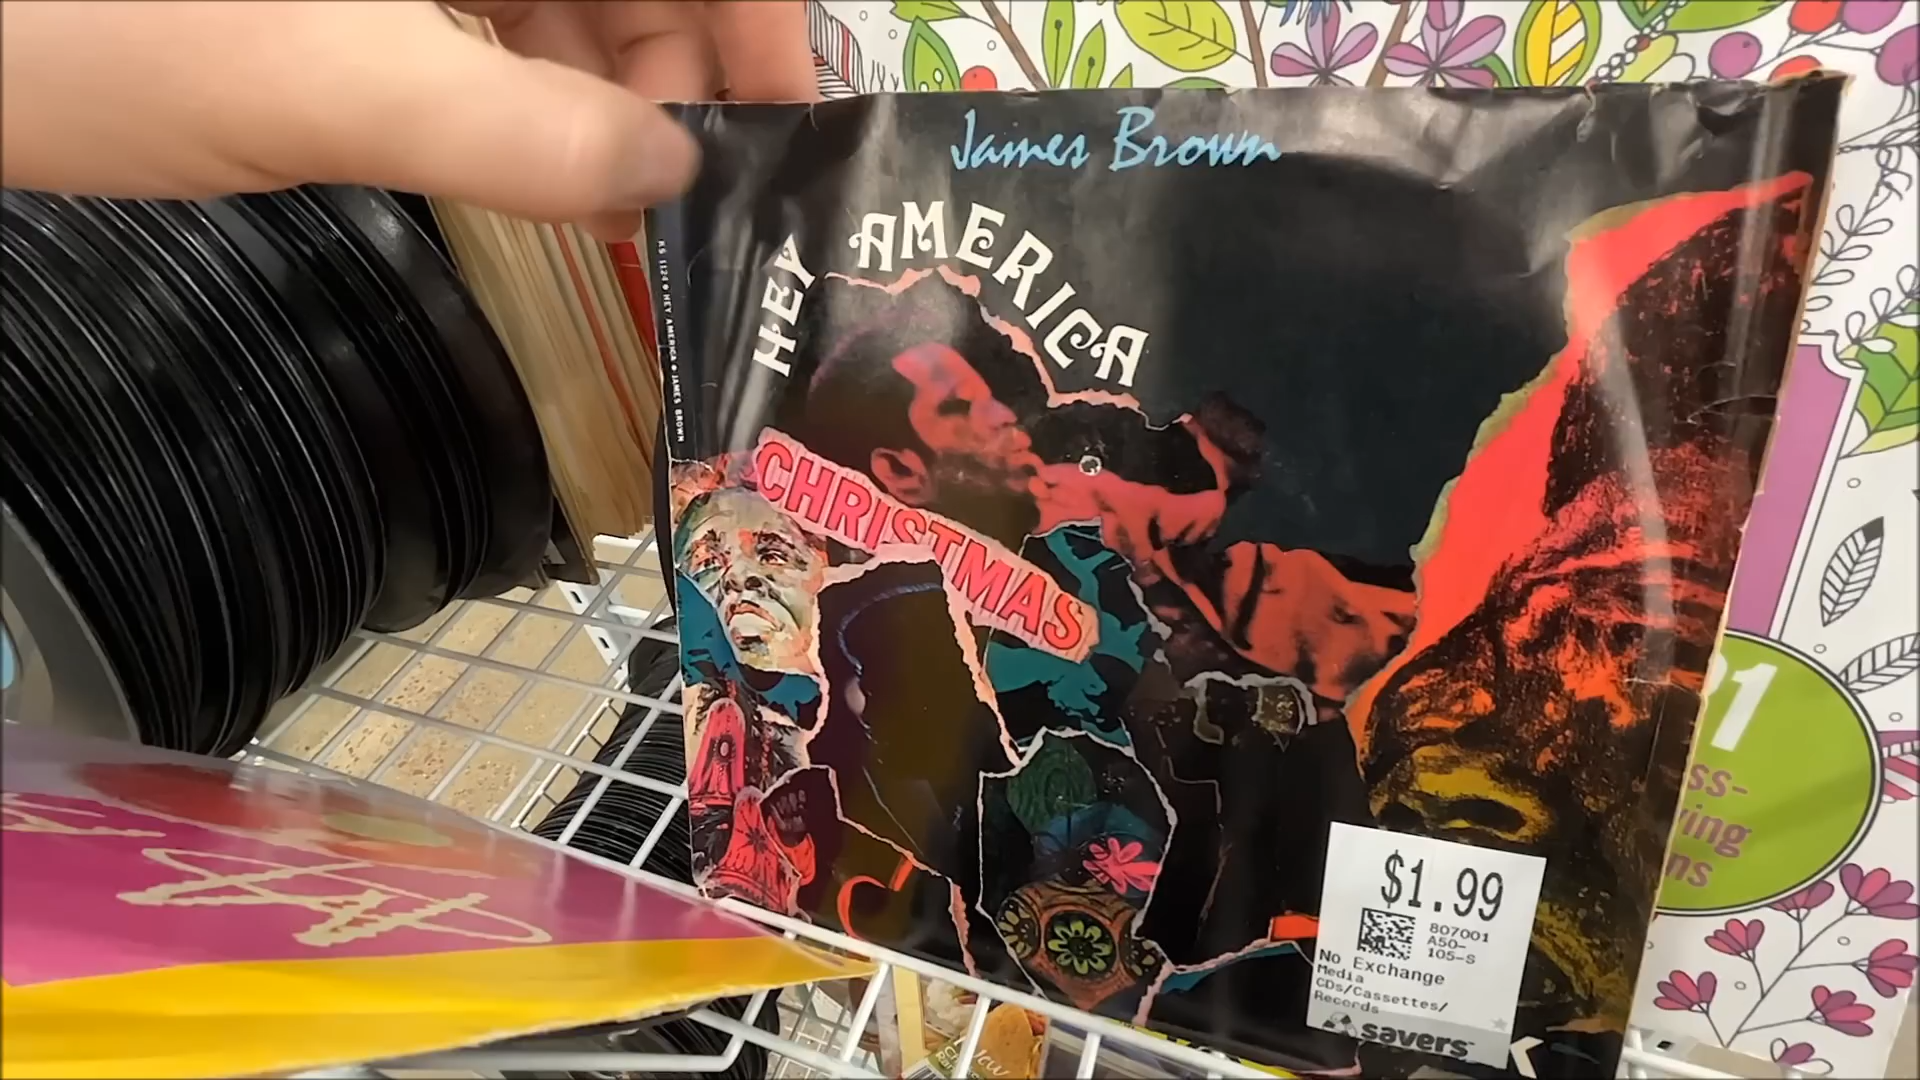 James Brown
HEY AMERICA
CHRISTMAS
KS 1124 • HEY AMERICA • JAMES BROWN
$1.99
807001
A50-
105-S
No Exchange
Media
CDs/Cassettes/
Records
savers